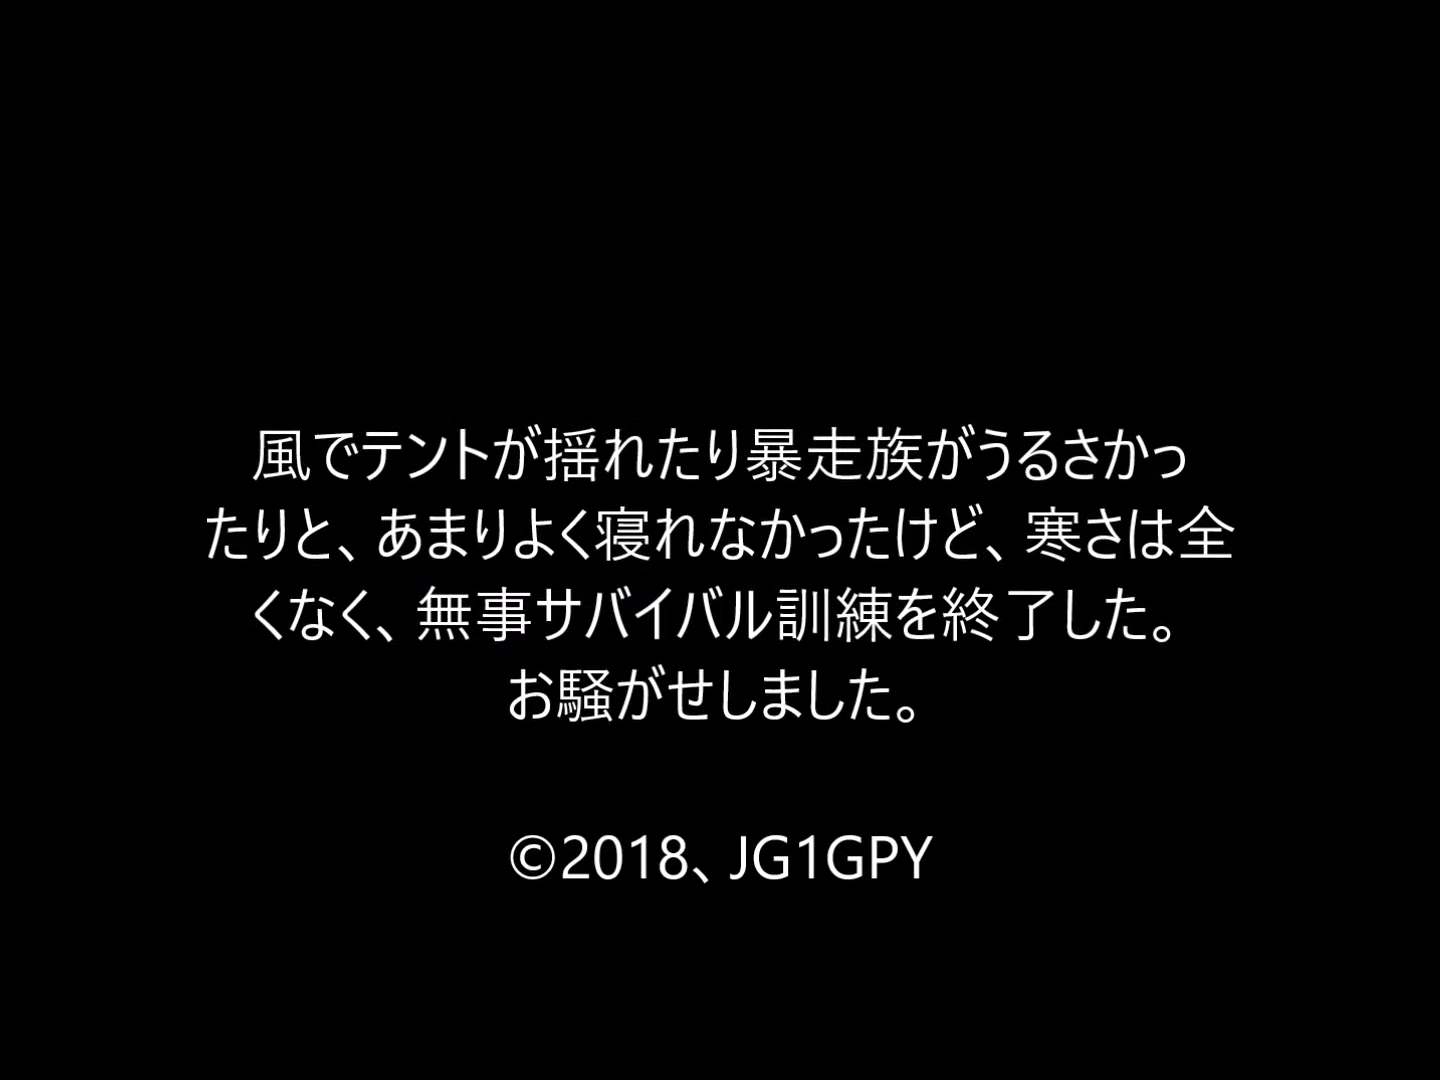 風でテントが揺れたり暴走族がうるさかっ
たりと、あまりよく寝れなかったけど、寒さは全
くなく、無事サバイバル訓練を終了した。
お騒がせしました。
©2018、JG1GPY